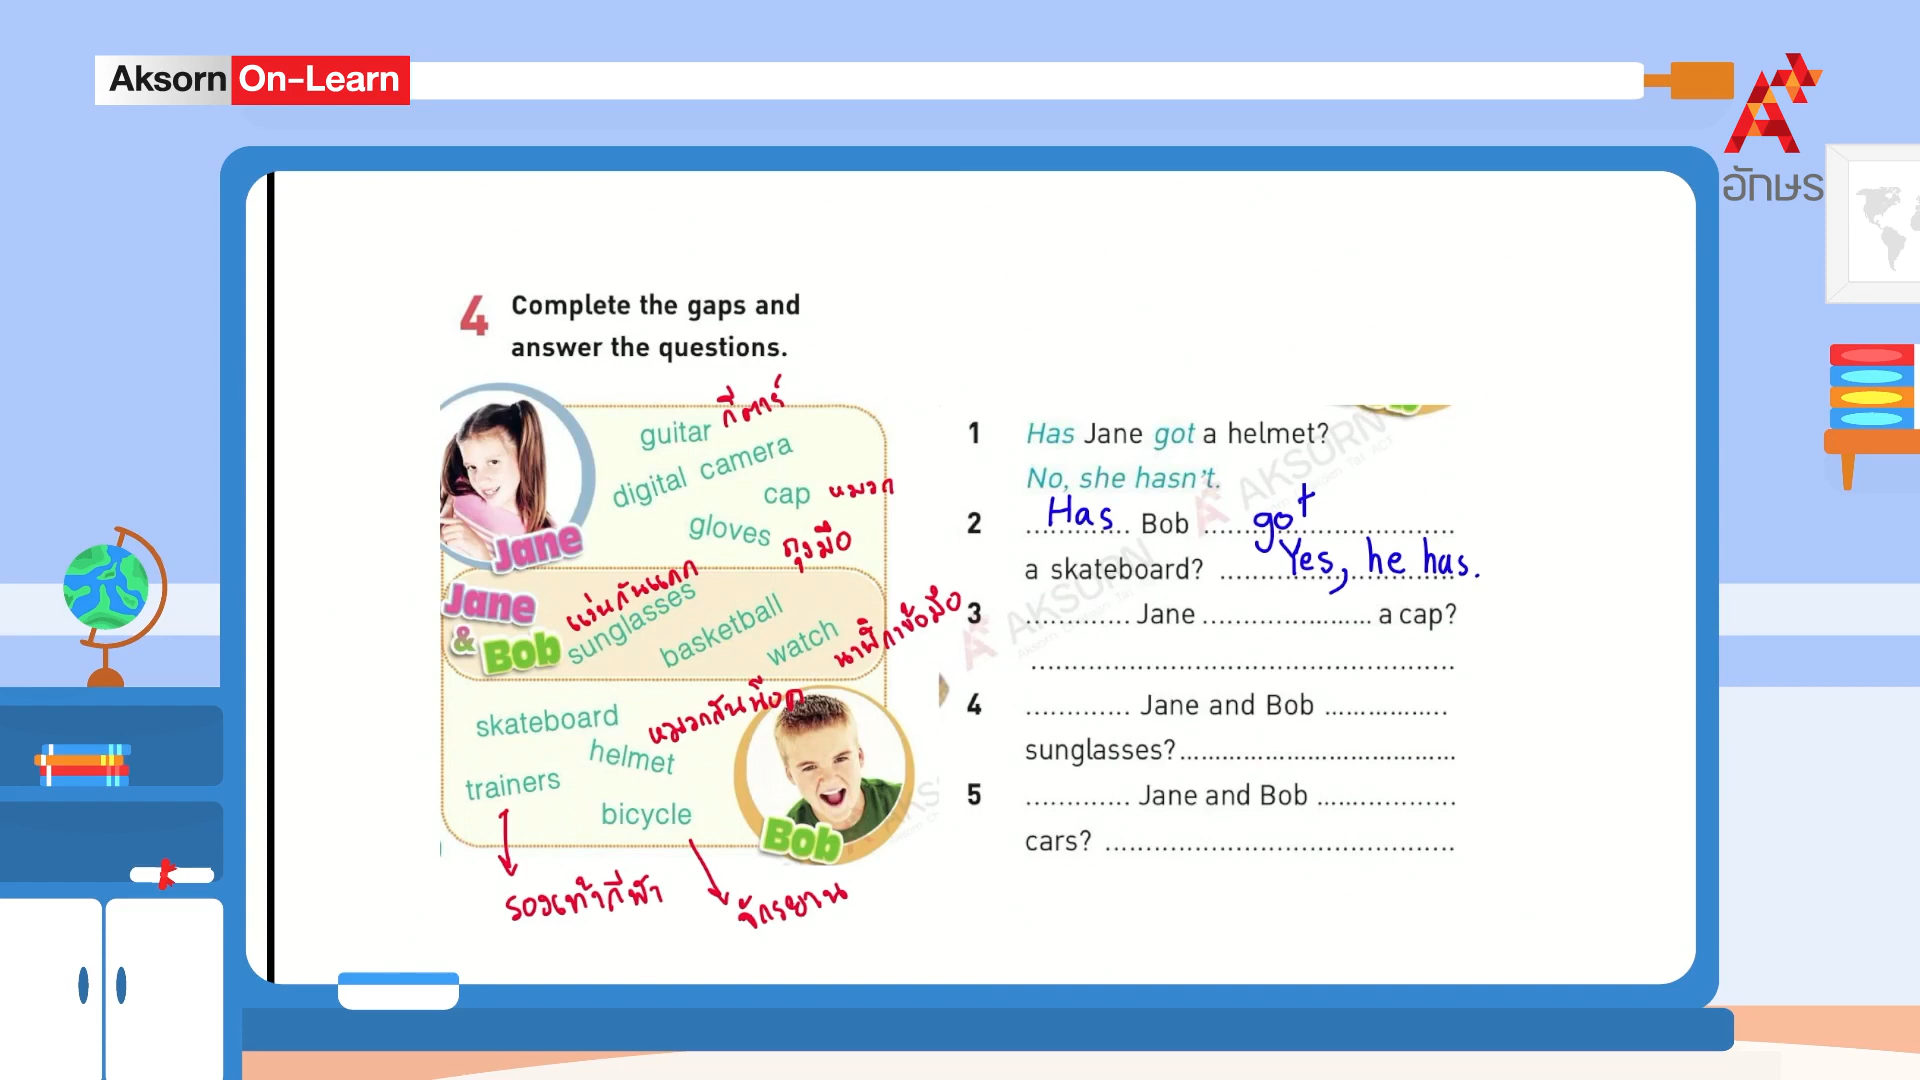 Aksorn On-Learn
อักษร
4 Complete the gaps and
answer the questions.
guitar กีตาร์
digital camera
cap หมวก
gloves ถุงมือ
Jane
Jane
& Bob
แว่นกันแดด
sunglasses
basketball
watch นาฬิกาข้อมือ
skateboard
helmet หมวกกันน๊อค
trainers
bicycle
Bob
รองเท้ากีฬา
จักรยาน
1 Has Jane got a helmet?
No, she hasn't.
2 ............ Has Bob got ............
a skateboard? ............ Yes, he has.
3 ............. Jane ...................... a cap?
....................................................
4 ............. Jane and Bob ................
sunglasses?..................................
5 ............. Jane and Bob .................
cars? ...........................................
AKSORN
AKSORN